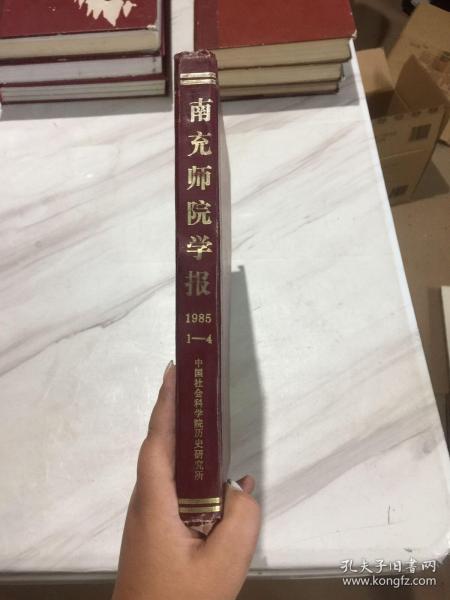 南充师院学报
1985
1—4
中国社会科学院历史研究所
孔夫子旧书网
www.kongfz.com